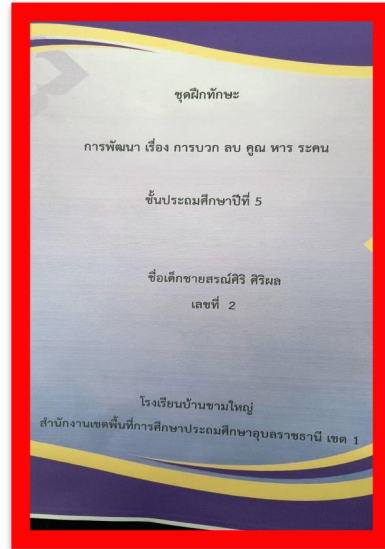 ชุดฝึกทักษะ
การพัฒนา เรื่อง การบวก ลบ คูณ หาร ระคน
ชั้นประถมศึกษาปีที่ 5
ชื่อเด็กชายสรณ์ศิริ ศิริผล
เลขที่ 2
โรงเรียนบ้านขามใหญ่
สำนักงานเขตพื้นที่การศึกษาประถมศึกษาอุบลราชธานี เขต 1